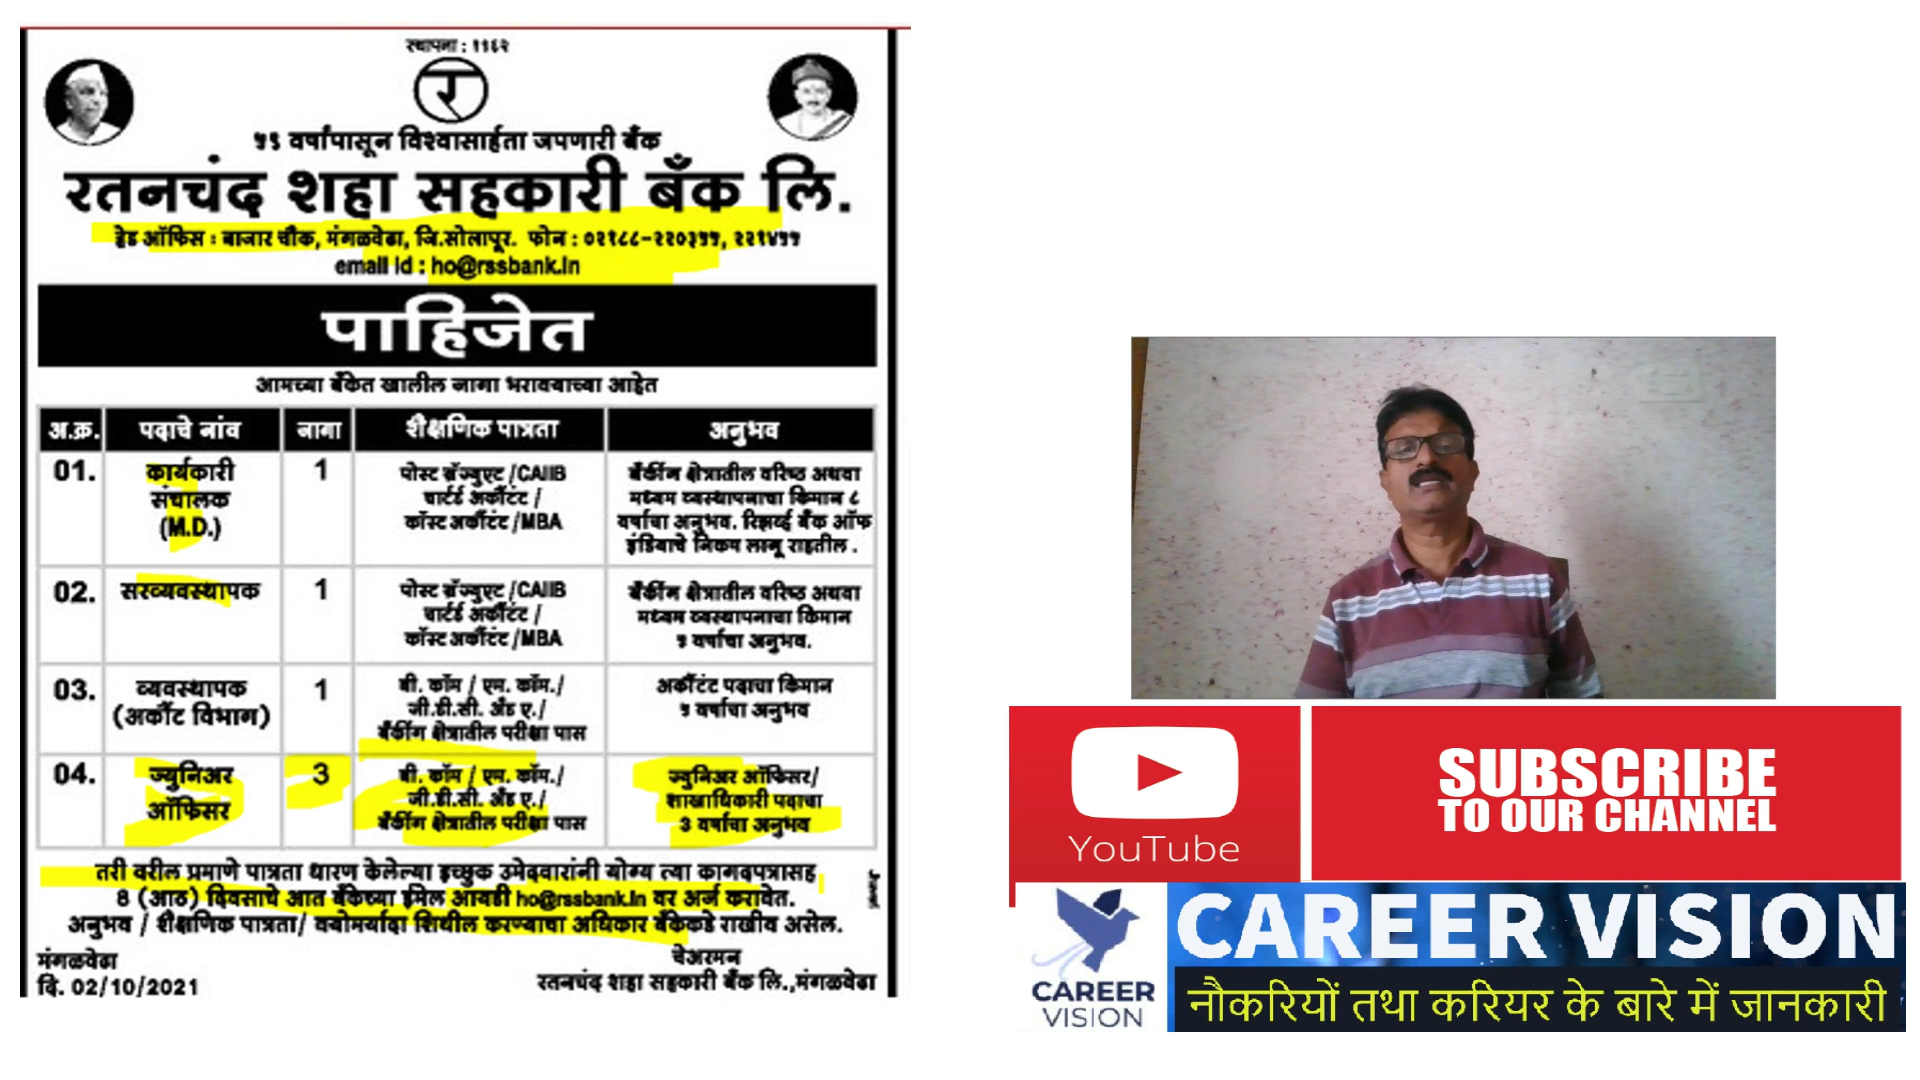 स्थापना : १९६२
र
५९ वर्षांपासून विश्वासार्हता जपणारी बँक
रतनचंद शहा सहकारी बँक लि.
हेड ऑफिस : बाजार चौक, मंगळवेढा, जि.सोलापूर. फोन : ०२१८८-२२०३५५, २२१४५५
email id : ho@rssbank.in
पाहिजेत
आमच्या बँकेत खालील जागा भरावयाच्या आहेत
अ.क्र. पदाचे नांव जागा शैक्षणिक पात्रता अनुभव
01. कार्यकारी संचालक (M.D.) 1 पोस्ट ग्रॅज्युएट /CAIIB चार्टर्ड अकौंटंट / कॉस्ट अकौंटंट /MBA बँकींग क्षेत्रातील वरिष्ठ अथवा मध्यम व्यस्थापनाचा किमान ८ वर्षाचा अनुभव. रिझर्व्ह बँक ऑफ इंडियाचे निकष लागू राहतील .
02. सरव्यवस्थापक 1 पोस्ट ग्रॅज्युएट /CAIIB चार्टर्ड अकौंटंट / कॉस्ट अकौंटंट /MBA बँकींग क्षेत्रातील वरिष्ठ अथवा मध्यम व्यवस्थापनाचा किमान ५ वर्षाचा अनुभव.
03. व्यवस्थापक (अकौंट विभाग) 1 बी. कॉम / एम. कॉम./ जी.डी.सी. अँड ए./ बँकींग क्षेत्रातील परीक्षा पास अकौंटंट पदाचा किमान ५ वर्षाचा अनुभव
04. ज्युनिअर ऑफिसर 3 बी. कॉम / एम. कॉम./ जी.डी.सी. अँड ए./ बँकींग क्षेत्रातील परीक्षा पास ज्युनिअर ऑफिसर/ शाखाधिकारी पदाचा 3 वर्षाचा अनुभव
तरी वरील प्रमाणे पात्रता धारण केलेल्या इच्छुक उमेदवारांनी योग्य त्या कागदपत्रासह
8 (आठ) दिवसाचे आत बँकेच्या ईमेल आयडी ho@rssbank.in वर अर्ज करावेत.
अनुभव / शैक्षणिक पात्रता/ वयोमर्यादा शिथील करण्याचा अधिकार बँकेकडे राखीव असेल.
मंगळवेढा
दि. 02/10/2021
चेअरमन
रतनचंद शहा सहकारी बँक लि.,मंगळवेढा
YouTube
SUBSCRIBE
TO OUR CHANNEL
CAREER
VISION
CAREER VISION
नौकरियों तथा करियर के बारे में जानकारी